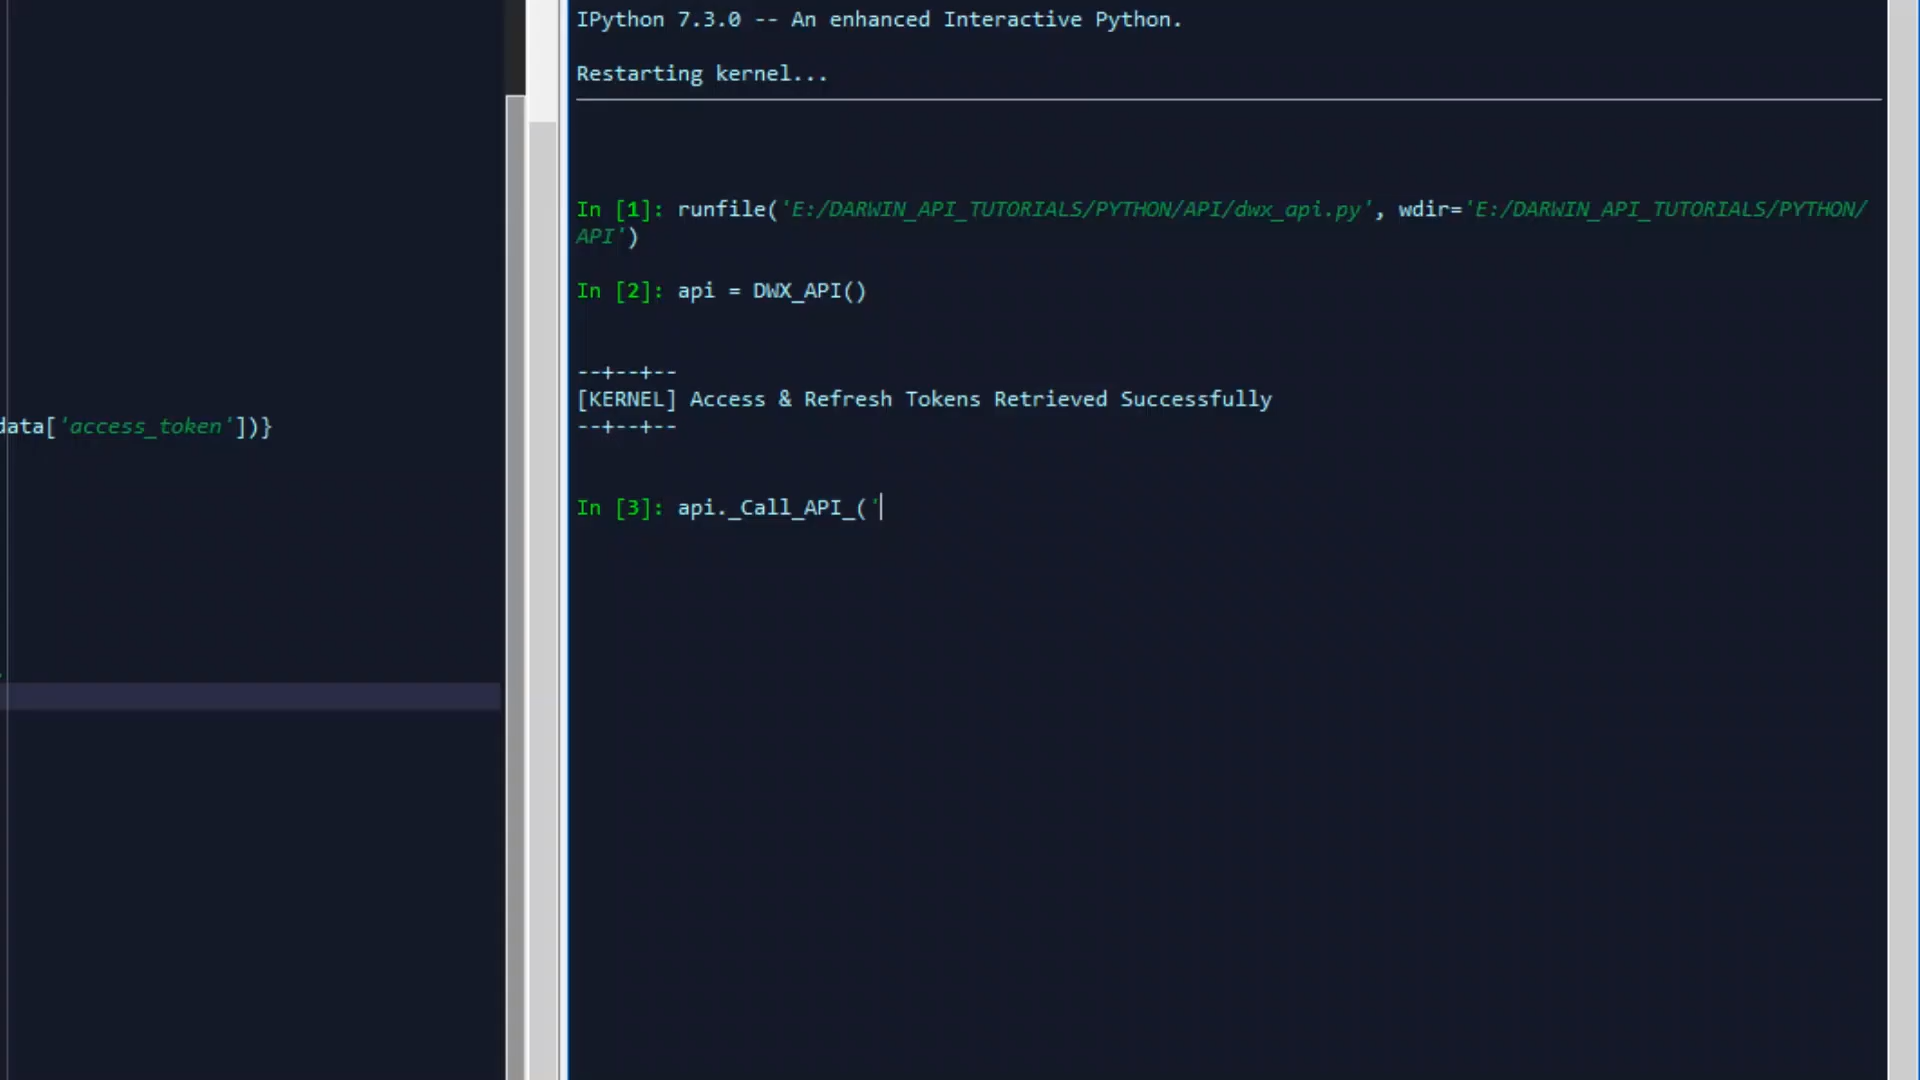 IPython 7.3.0 -- An enhanced Interactive Python.
Restarting kernel...
In [1]: runfile('E:/DARWIN_API_TUTORIALS/PYTHON/API/dwx_api.py', wdir='E:/DARWIN_API_TUTORIALS/PYTHON/
API')
In [2]: api = DWX_API()
--+--+--
[KERNEL] Access & Refresh Tokens Retrieved Successfully
--+--+--
data['access_token'])}
In [3]: api._Call_API_('